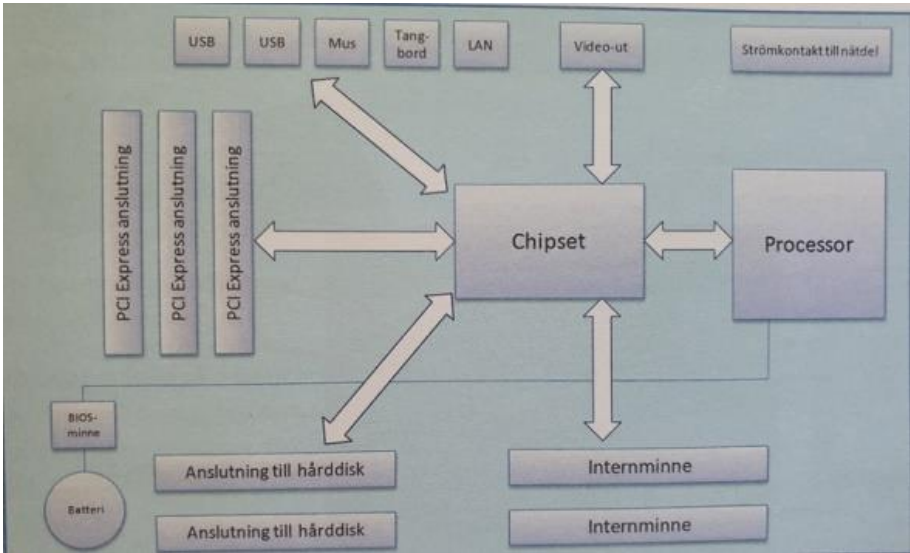 USB
USB
Mus
Tang-
bord
LAN
Video-ut
Strömkontakt till nätdel
PCI Express anslutning
PCI Express anslutning
PCI Express anslutning
Chipset
Processor
BIOS-
minne
Batteri
Anslutning till hårddisk
Internminne
Anslutning till hårddisk
Internminne